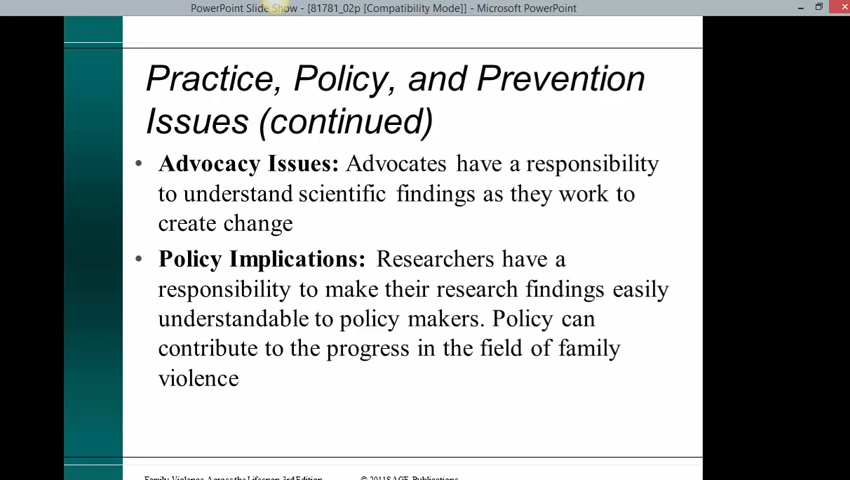 PowerPoint Slide Show - [81781_02p [Compatibility Mode]] - Microsoft PowerPoint
Practice, Policy, and Prevention
Issues (continued)
• Advocacy Issues: Advocates have a responsibility
to understand scientific findings as they work to
create change
• Policy Implications: Researchers have a
responsibility to make their research findings easily
understandable to policy makers. Policy can
contribute to the progress in the field of family
violence
Family Violence Across the Lifespan 3rd Edition © 2011 SAGE Publications